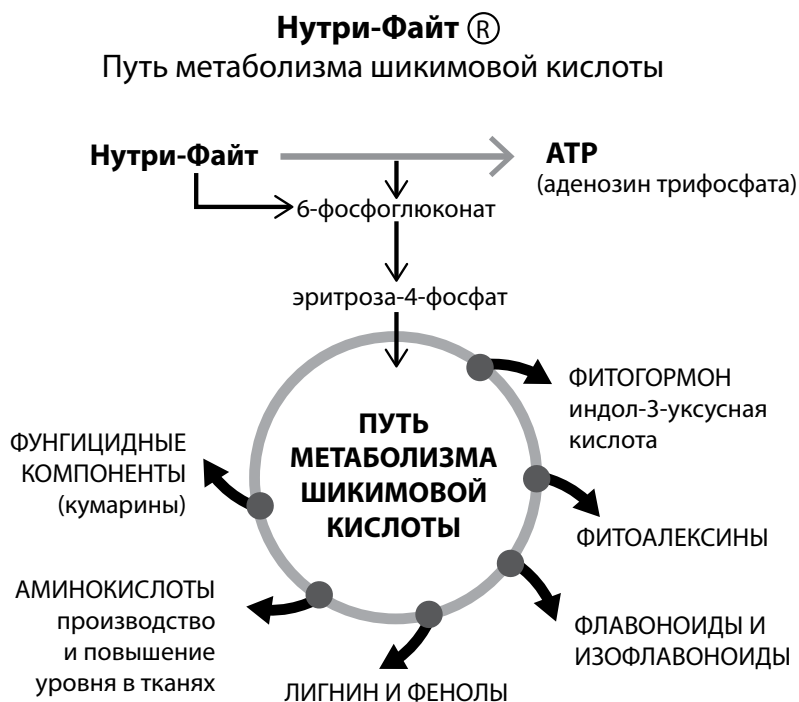 Нутри-Файт ®
Путь метаболизма шикимовой кислоты
Нутри-Файт
АТР
(аденозин трифосфата)
6-фосфоглюконат
эритроза-4-фосфат
ПУТЬ
МЕТАБОЛИЗМА
ШИКИМОВОЙ
КИСЛОТЫ
ФИТОГОРМОН
индол-3-уксусная
кислота
ФИТОАЛЕКСИНЫ
ФЛАВОНОИДЫ И
ИЗОФЛАВОНОИДЫ
ЛИГНИН И ФЕНОЛЫ
АМИНОКИСЛОТЫ
производство
и повышение
уровня в тканях
ФУНГИЦИДНЫЕ
КОМПОНЕНТЫ
(кумарины)